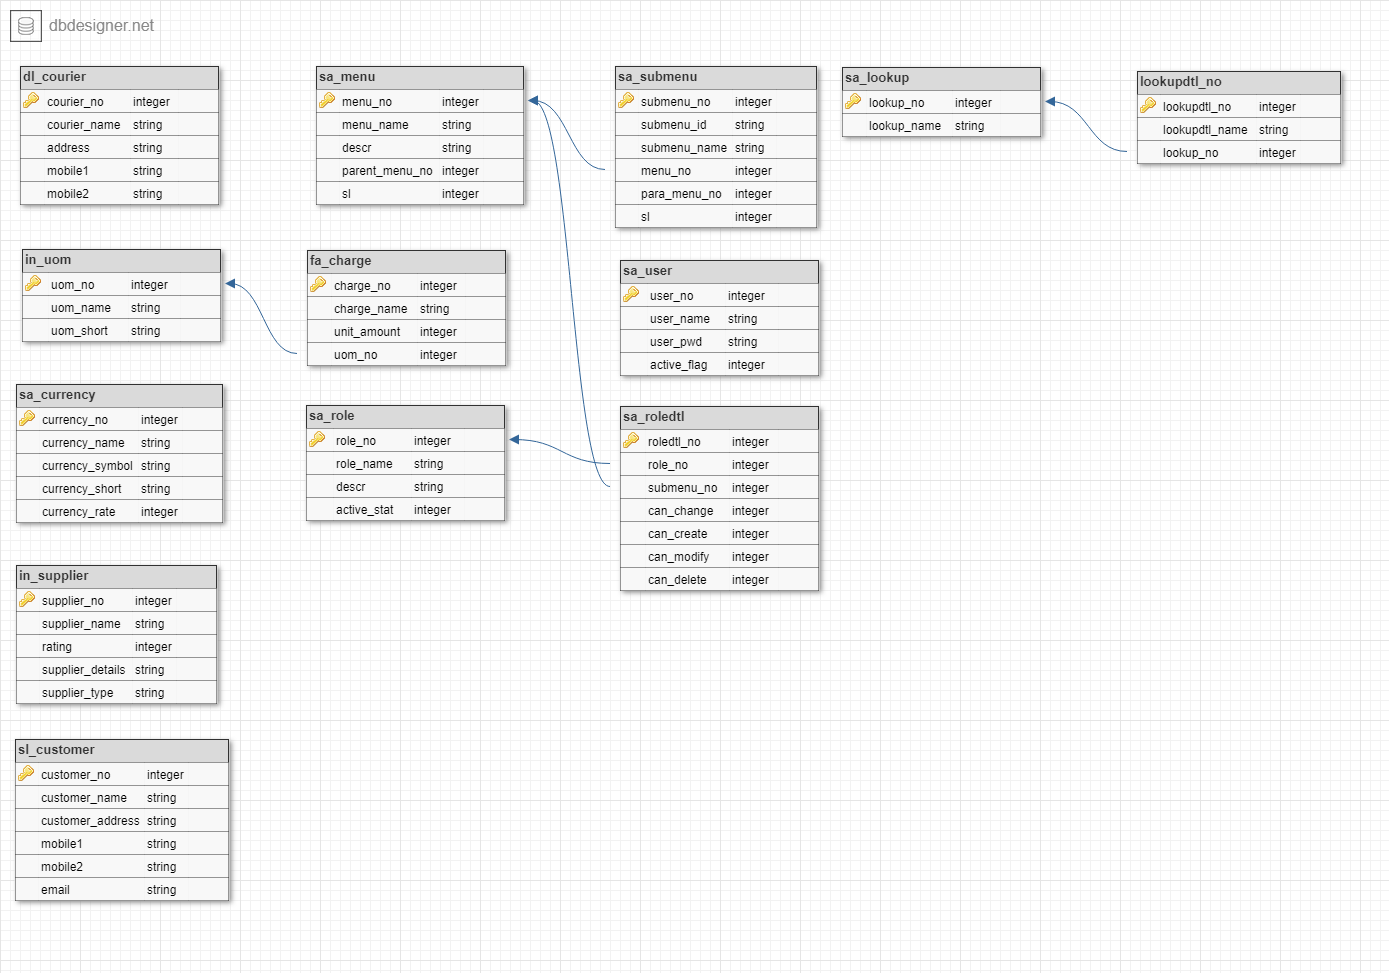 dbdesigner.net
dl_courier
courier_no integer
courier_name string
address string
mobile1 string
mobile2 string
sa_menu
menu_no integer
menu_name string
descr string
parent_menu_no integer
sl integer
sa_submenu
submenu_no integer
submenu_id string
submenu_name string
menu_no integer
para_menu_no integer
sl integer
sa_lookup
lookup_no integer
lookup_name string
lookupdtl_no
lookupdtl_no integer
lookupdtl_name string
lookup_no integer
in_uom
uom_no integer
uom_name string
uom_short string
fa_charge
charge_no integer
charge_name string
unit_amount integer
uom_no integer
sa_user
user_no integer
user_name string
user_pwd string
active_flag integer
sa_currency
currency_no integer
currency_name string
currency_symbol string
currency_short string
currency_rate integer
sa_role
role_no integer
role_name string
descr string
active_stat integer
sa_roledtl
roledtl_no integer
role_no integer
submenu_no integer
can_change integer
can_create integer
can_modify integer
can_delete integer
in_supplier
supplier_no integer
supplier_name string
rating integer
supplier_details string
supplier_type string
sl_customer
customer_no integer
customer_name string
customer_address string
mobile1 string
mobile2 string
email string